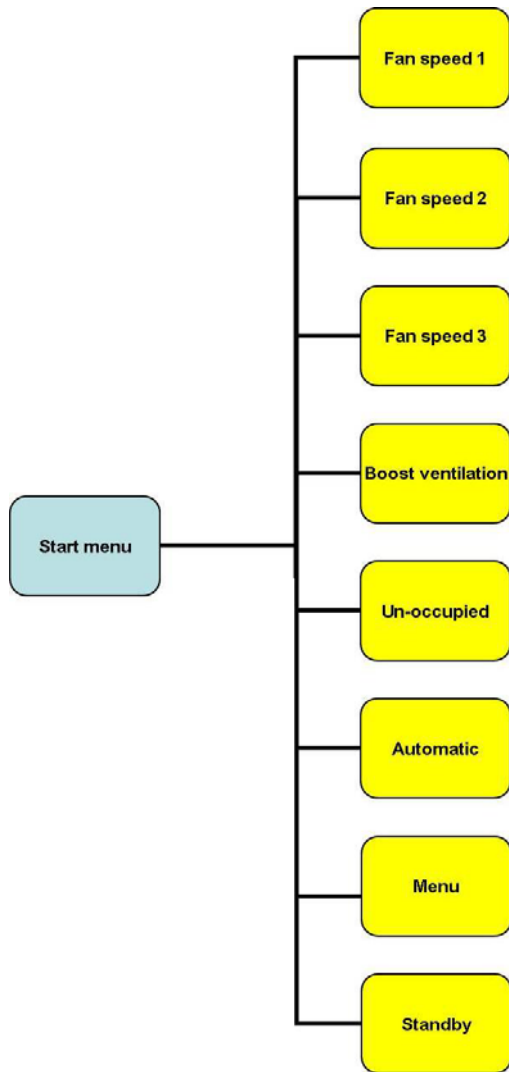 Fan speed 1
Fan speed 2
Fan speed 3
Boost ventilation
Start menu
Un-occupied
Automatic
Menu
Standby